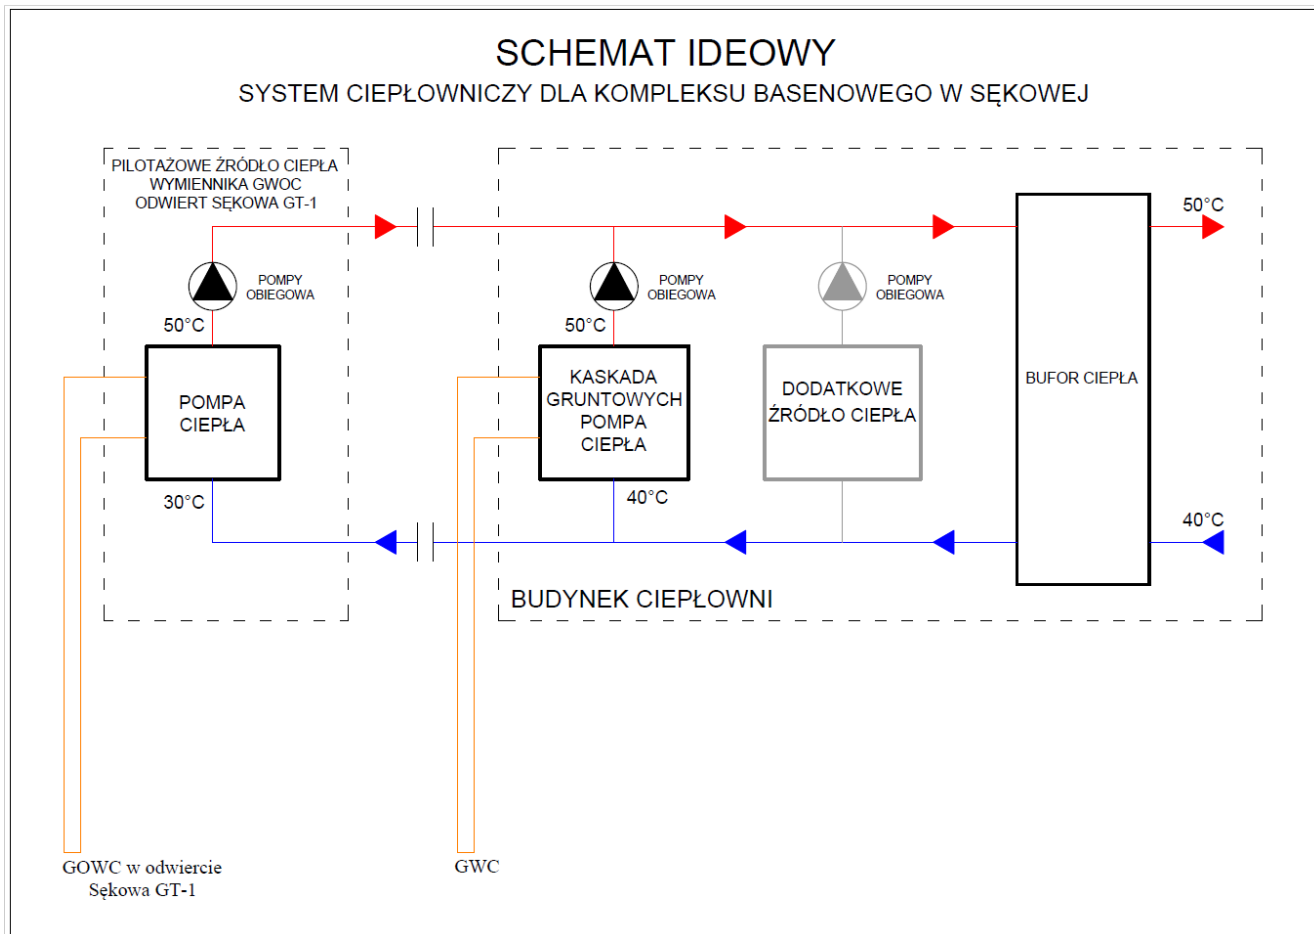 SCHEMAT IDEOWY
SYSTEM CIEPŁOWNICZY DLA KOMPLEKSU BASENOWEGO W SĘKOWEJ
PILOTAŻOWE ŹRÓDŁO CIEPŁA
WYMIENNIKA GWOC
ODWIERT SĘKOWA GT-1
POMPY
OBIEGOWA
50°C
POMPA
CIEPŁA
30°C
POMPY
OBIEGOWA
50°C
KASKADA
GRUNTOWYCH
POMPA
CIEPŁA
40°C
POMPY
OBIEGOWA
DODATKOWE
ŹRÓDŁO CIEPŁA
BUFOR CIEPŁA
50°C
40°C
BUDYNEK CIEPŁOWNI
GOWC w odwiercie
Sękowa GT-1
GWC